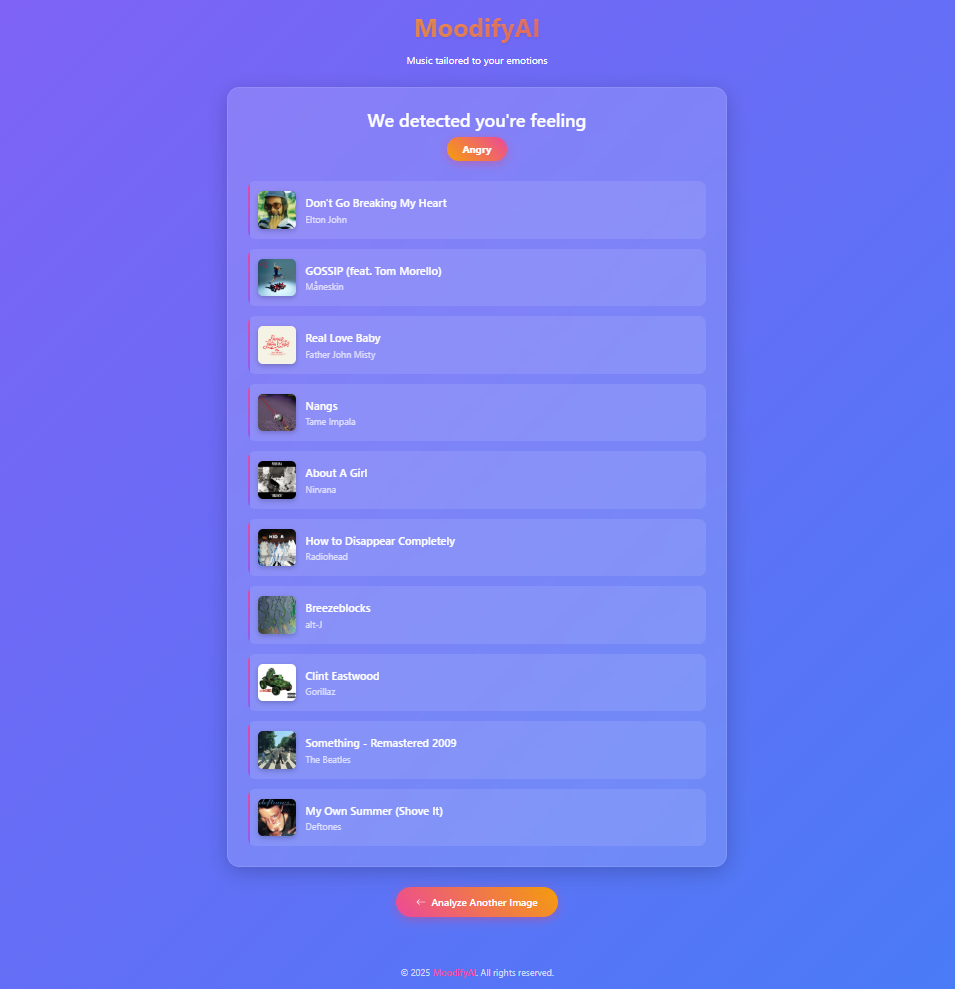 MoodifyAI
Music tailored to your emotions
We detected you're feeling
Angry
Don't Go Breaking My Heart
Elton John
GOSSIP (feat. Tom Morello)
Måneskin
Real Love Baby
Father John Misty
Nangs
Tame Impala
About A Girl
Nirvana
How to Disappear Completely
Radiohead
KID A
Breezeblocks
alt-J
Clint Eastwood
Gorillaz
Something - Remastered 2009
The Beatles
deftones
My Own Summer (Shove It)
Deftones
← Analyze Another Image
© 2025 MoodifyAI. All rights reserved.